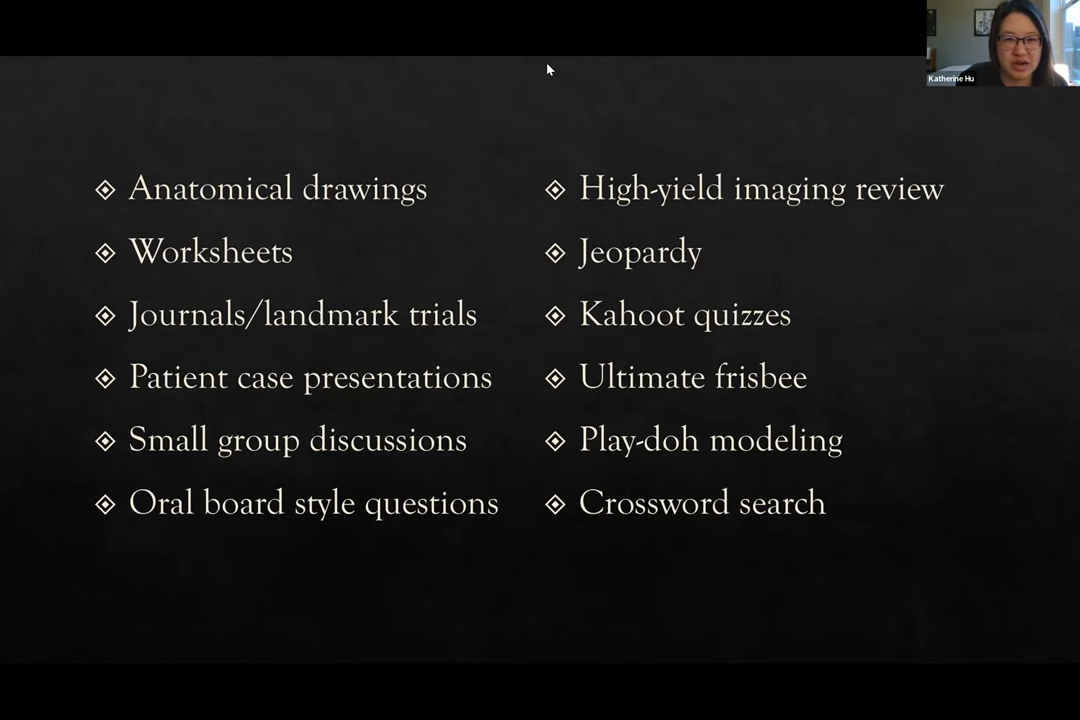 Katherine Hu
Anatomical drawings
Worksheets
Journals/landmark trials
Patient case presentations
Small group discussions
Oral board style questions
High-yield imaging review
Jeopardy
Kahoot quizzes
Ultimate frisbee
Play-doh modeling
Crossword search